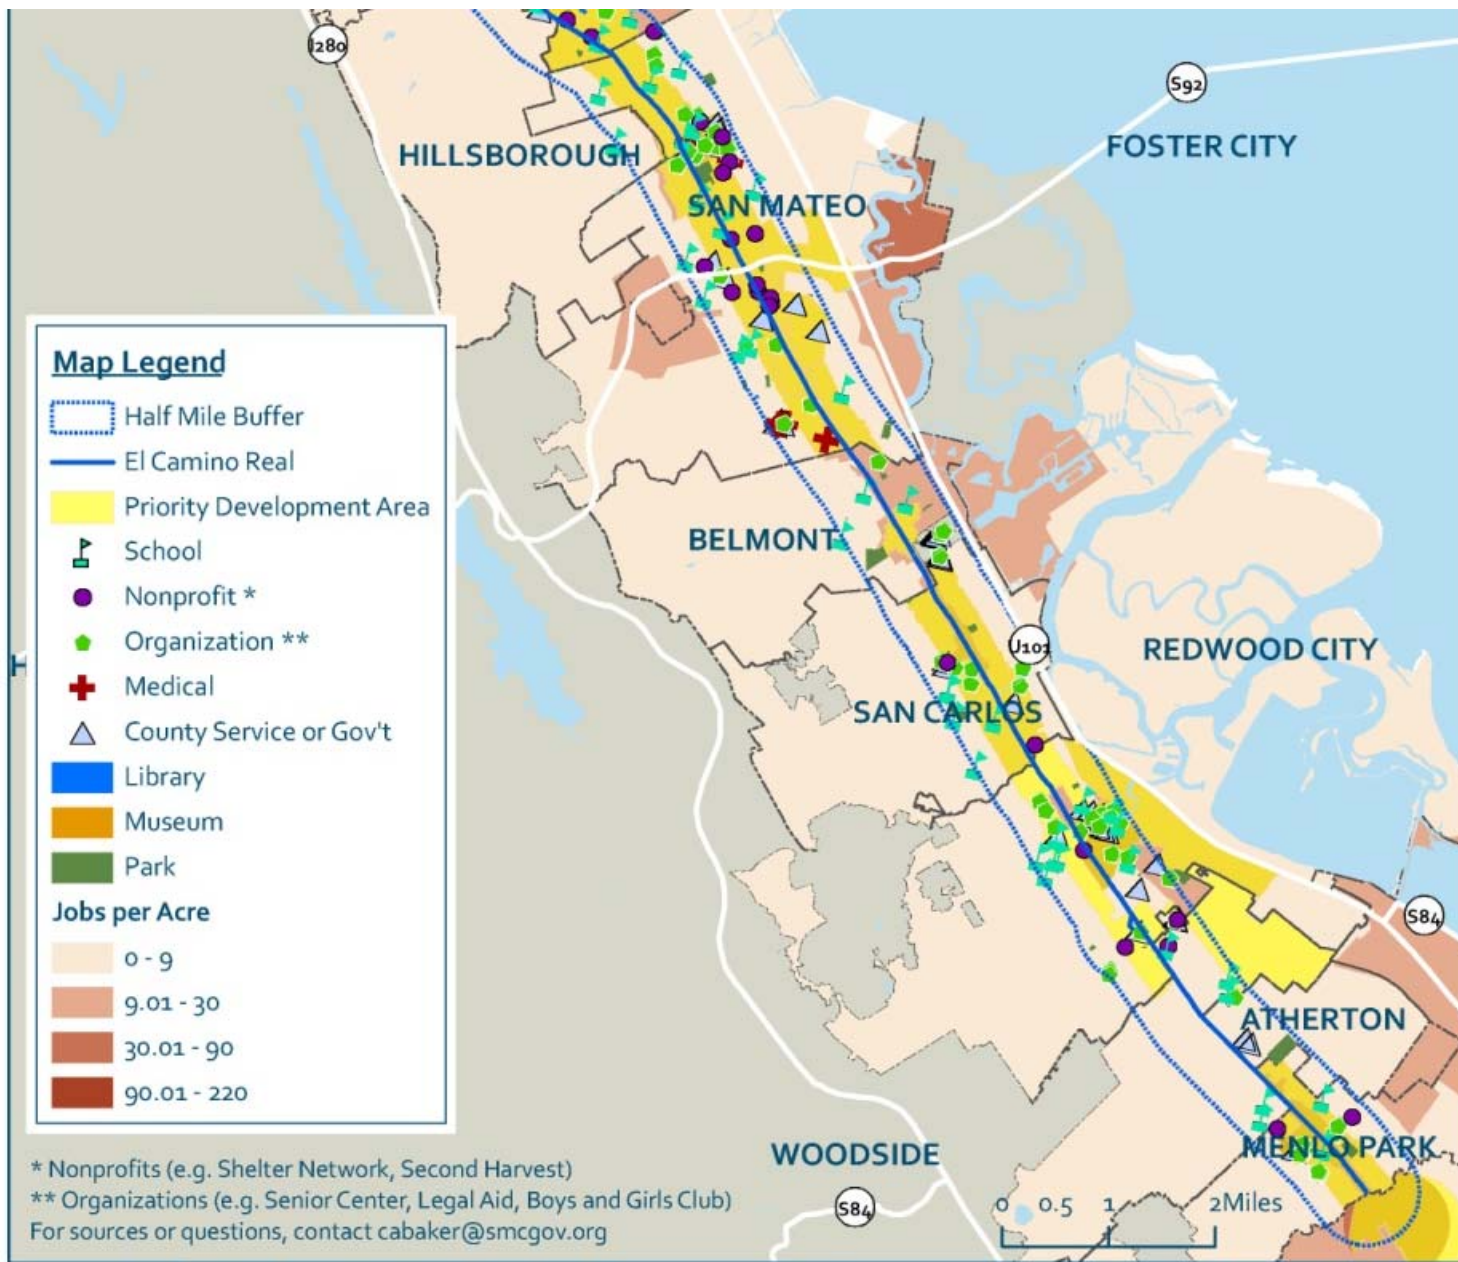 I280
S92
HILLSBOROUGH
FOSTER CITY
SAN MATEO
Map Legend
Half Mile Buffer
El Camino Real
Priority Development Area
School
Nonprofit *
Organization **
Medical
County Service or Gov't
Library
Museum
Park
Jobs per Acre
0 - 9
9.01 - 30
30.01 - 90
90.01 - 220
BELMONT
U101
REDWOOD CITY
SAN CARLOS
S84
ATHERTON
MENLO PARK
WOODSIDE
S84
0 0.5 1 2Miles
* Nonprofits (e.g. Shelter Network, Second Harvest)
** Organizations (e.g. Senior Center, Legal Aid, Boys and Girls Club)
For sources or questions, contact cabaker@smcgov.org